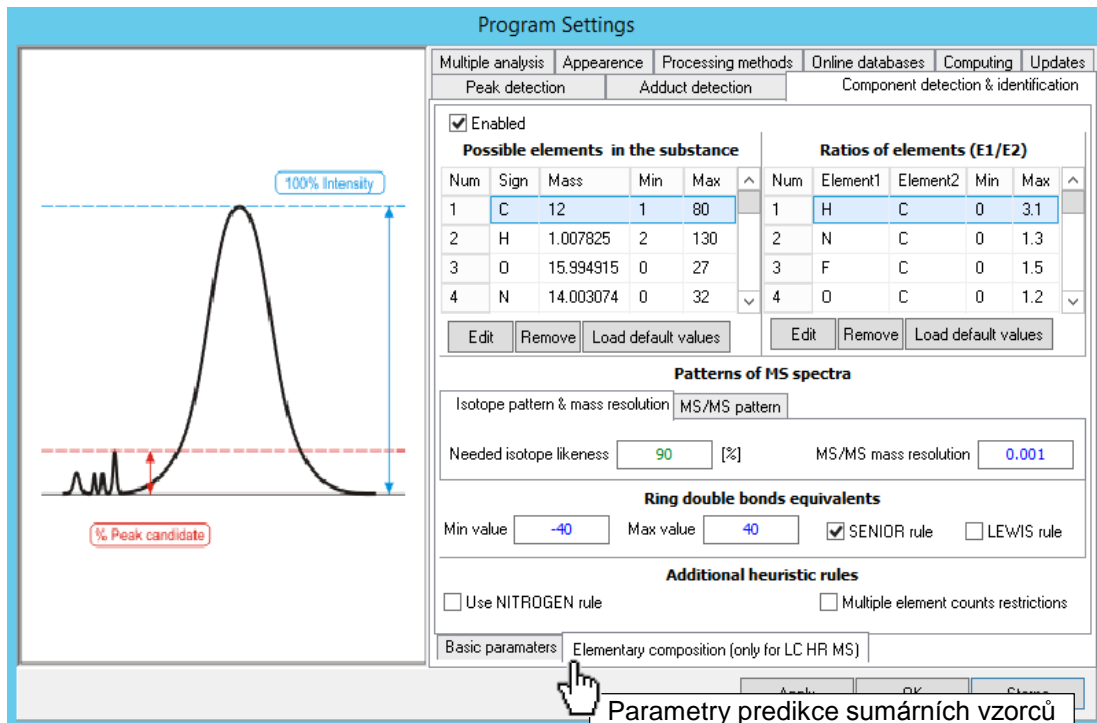 Program Settings
Multiple analysis Appearence Processing methods Online databases Computing Updates
Peak detection Adduct detection Component detection & identification
Enabled
Possible elements in the substance
Num Sign Mass Min Max
1 C 12 1 80
2 H 1.007825 2 130
3 O 15.994915 0 27
4 N 14.003074 0 32
Edit Remove Load default values
Ratios of elements (E1/E2)
Num Element1 Element2 Min Max
1 H C 0 3.1
2 N C 0 1.3
3 F C 0 1.5
4 O C 0 1.2
Edit Remove Load default values
100% Intensity
% Peak candidate
Patterns of MS spectra
Isotope pattern & mass resolution MS/MS pattern
Needed isotope likeness 90 [%] MS/MS mass resolution 0.001
Ring double bonds equivalents
Min value -40 Max value 40 SENIOR rule LEWIS rule
Additional heuristic rules
Use NITROGEN rule Multiple element counts restrictions
Basic paramaters Elementary composition (only for LC HR MS)
Parametry predikce sumárních vzorců